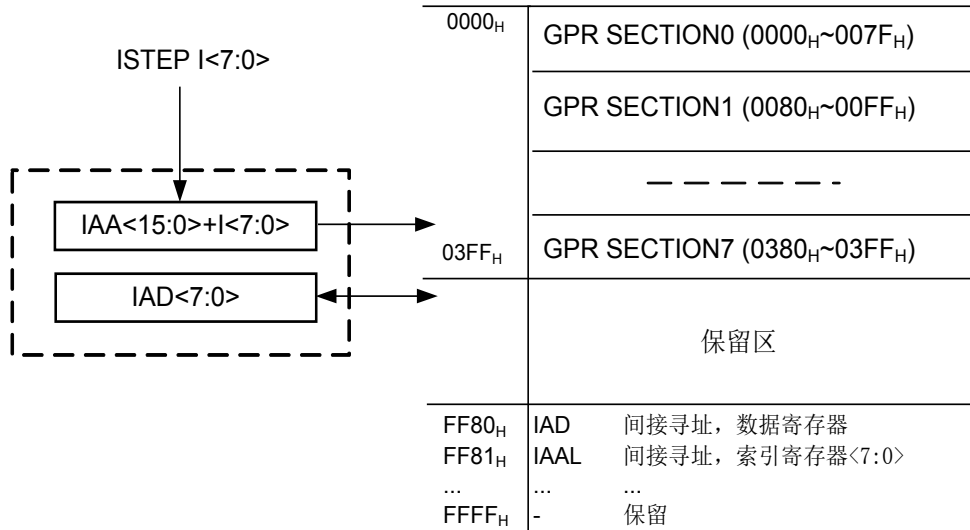 ISTEP I<7:0>
IAA<15:0>+I<7:0>
IAD<7:0>
0000H GPR SECTION0 (0000H~007FH)
GPR SECTION1 (0080H~00FFH)
03FFH GPR SECTION7 (0380H~03FFH)
保留区
FF80H IAD 间接寻址，数据寄存器
FF81H IAAL 间接寻址，索引寄存器<7:0>
... ... ...
FFFFH - 保留